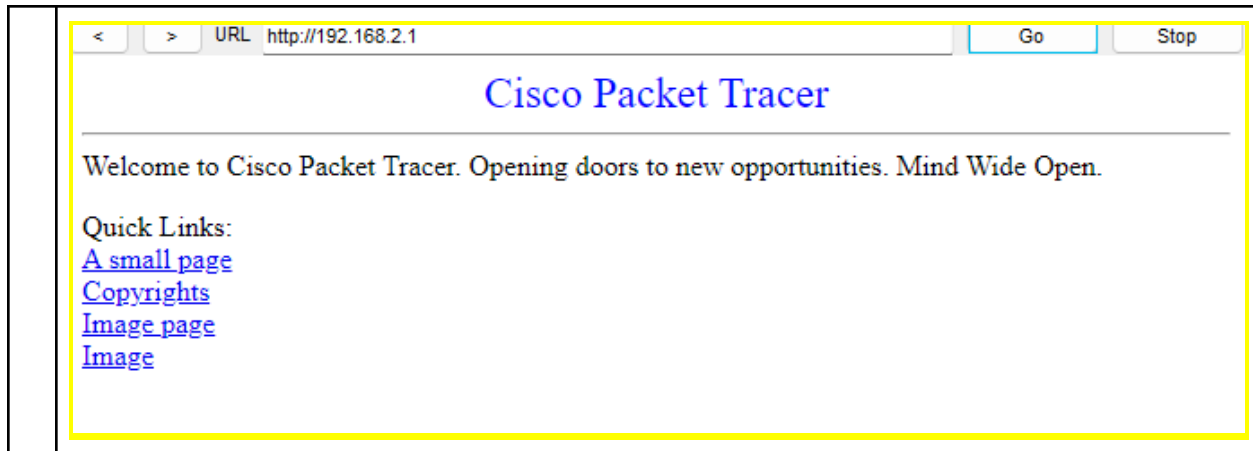 < > URL http://192.168.2.1 Go Stop
Cisco Packet Tracer
Welcome to Cisco Packet Tracer. Opening doors to new opportunities. Mind Wide Open.
Quick Links:
A small page
Copyrights
Image page
Image